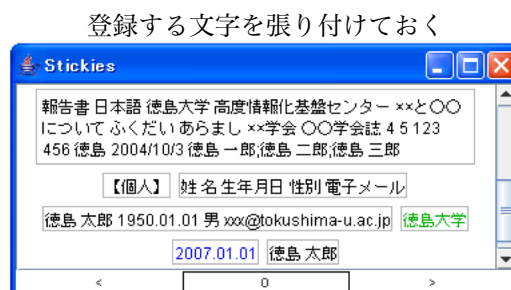 登録する文字を張り付けておく
Stickies
報告書 日本語 徳島大学 高度情報化基盤センター ××と○○
について ふくだい あらまし ××学会 ○○学会誌 4 5 123
456 徳島 2004/10/3 徳島 一郎;徳島 二郎;徳島 三郎
【個人】 姓 名 生年月日 性別 電子メール
徳島 太郎 1950.01.01 男 xxx@tokushima-u.ac.jp 徳島大学
2007.01.01 徳島 太郎
< 0 >